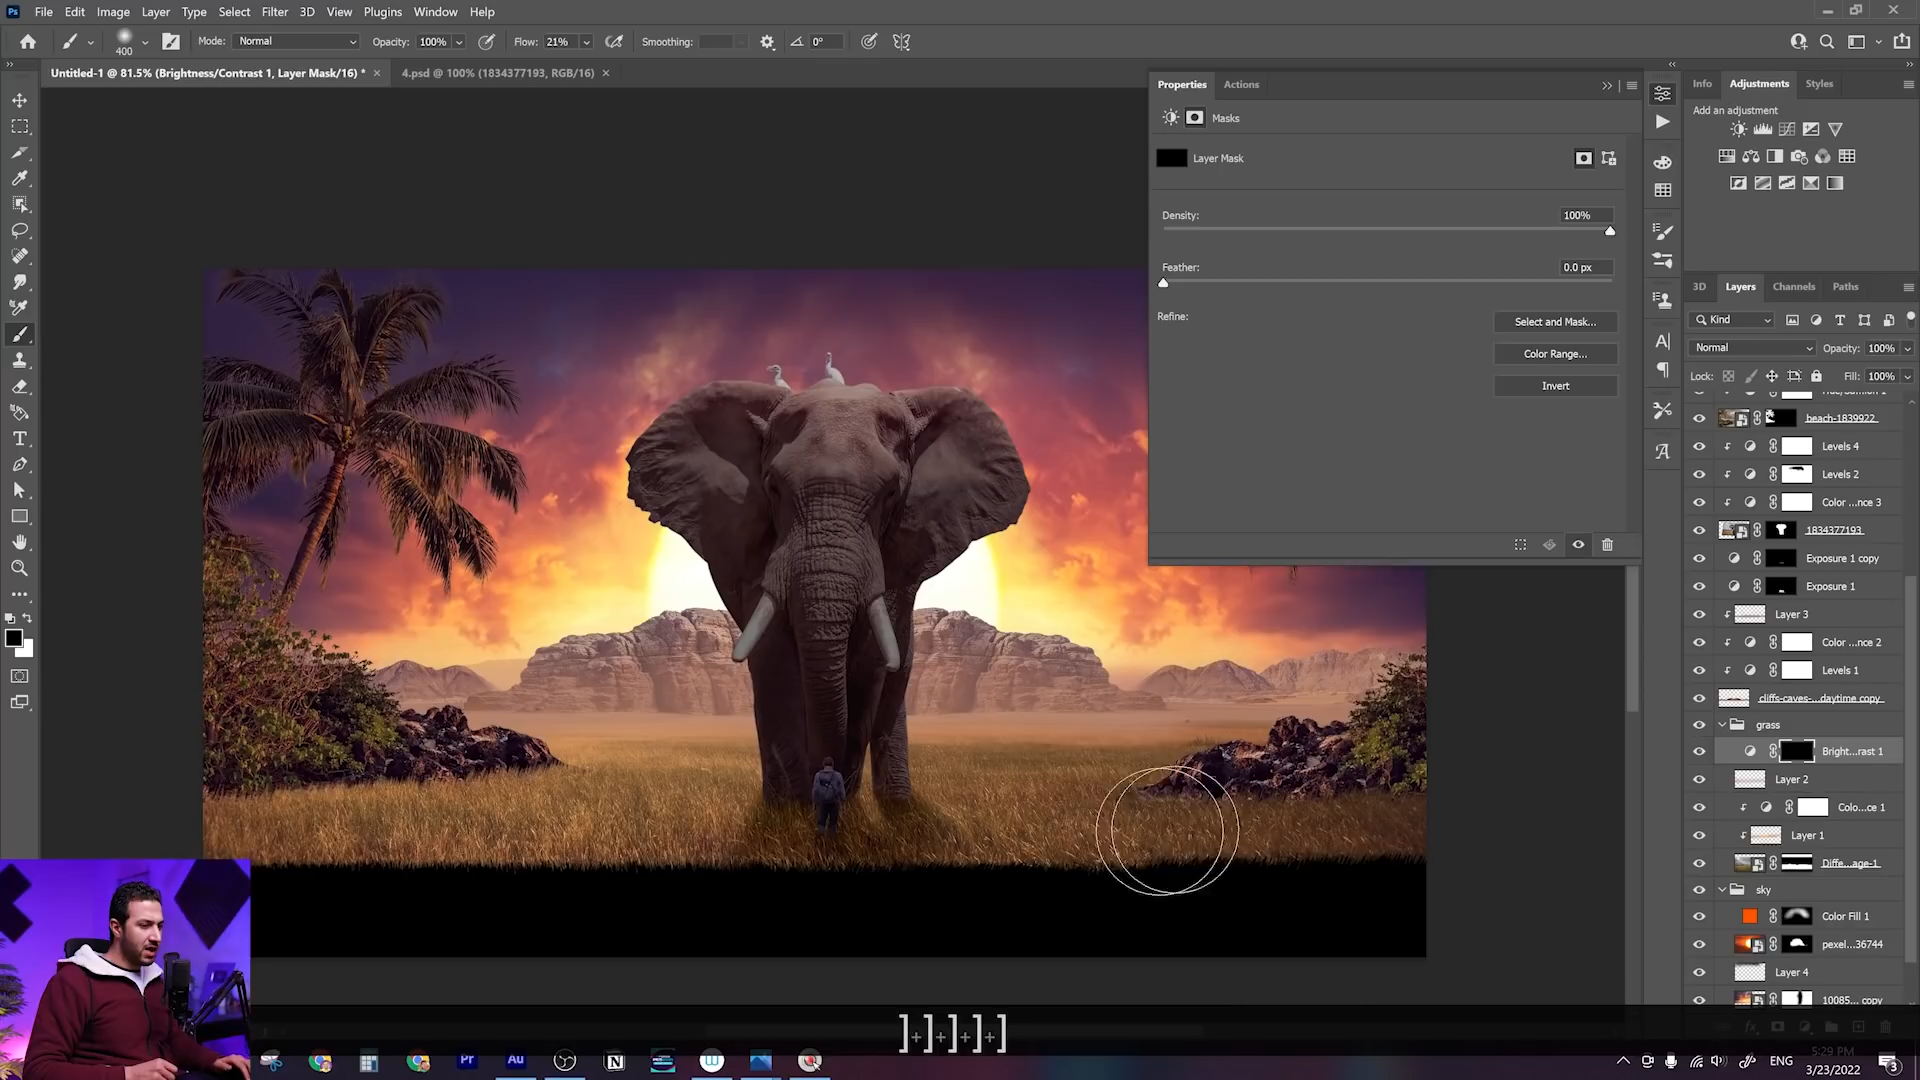 Ps File Edit Image Layer Type Select Filter 3D View Plugins Window Help
400 Mode: Normal Opacity: 100% Flow: 21% Smoothing: 0°
Untitled-1 @ 81.5% (Brightness/Contrast 1, Layer Mask/16) * × 4.psd @ 100% (1834377193, RGB/16) ×
Properties Actions
Masks
Layer Mask
Density: 100%
Feather: 0.0 px
Refine:
Select and Mask...
Color Range...
Invert
Info Adjustments Styles
Add an adjustment
3D Layers Channels Paths
Kind
Normal Opacity: 100%
Lock: Fill: 100%
beach-1839922
Levels 4
Levels 2
Color ...nce 3
1834377193
Exposure 1 copy
Exposure 1
Layer 3
Color ...nce 2
Levels 1
cliffs-caves-...daytime copy
grass
Bright...rast 1
Layer 2
Colo...ce 1
Layer 1
Diffe...age-1
sky
Color Fill 1
pexel...36744
Layer 4
10085... copy
]+]+]+]+]
Pr Au
ENG
5:29 PM
3/23/2022
3